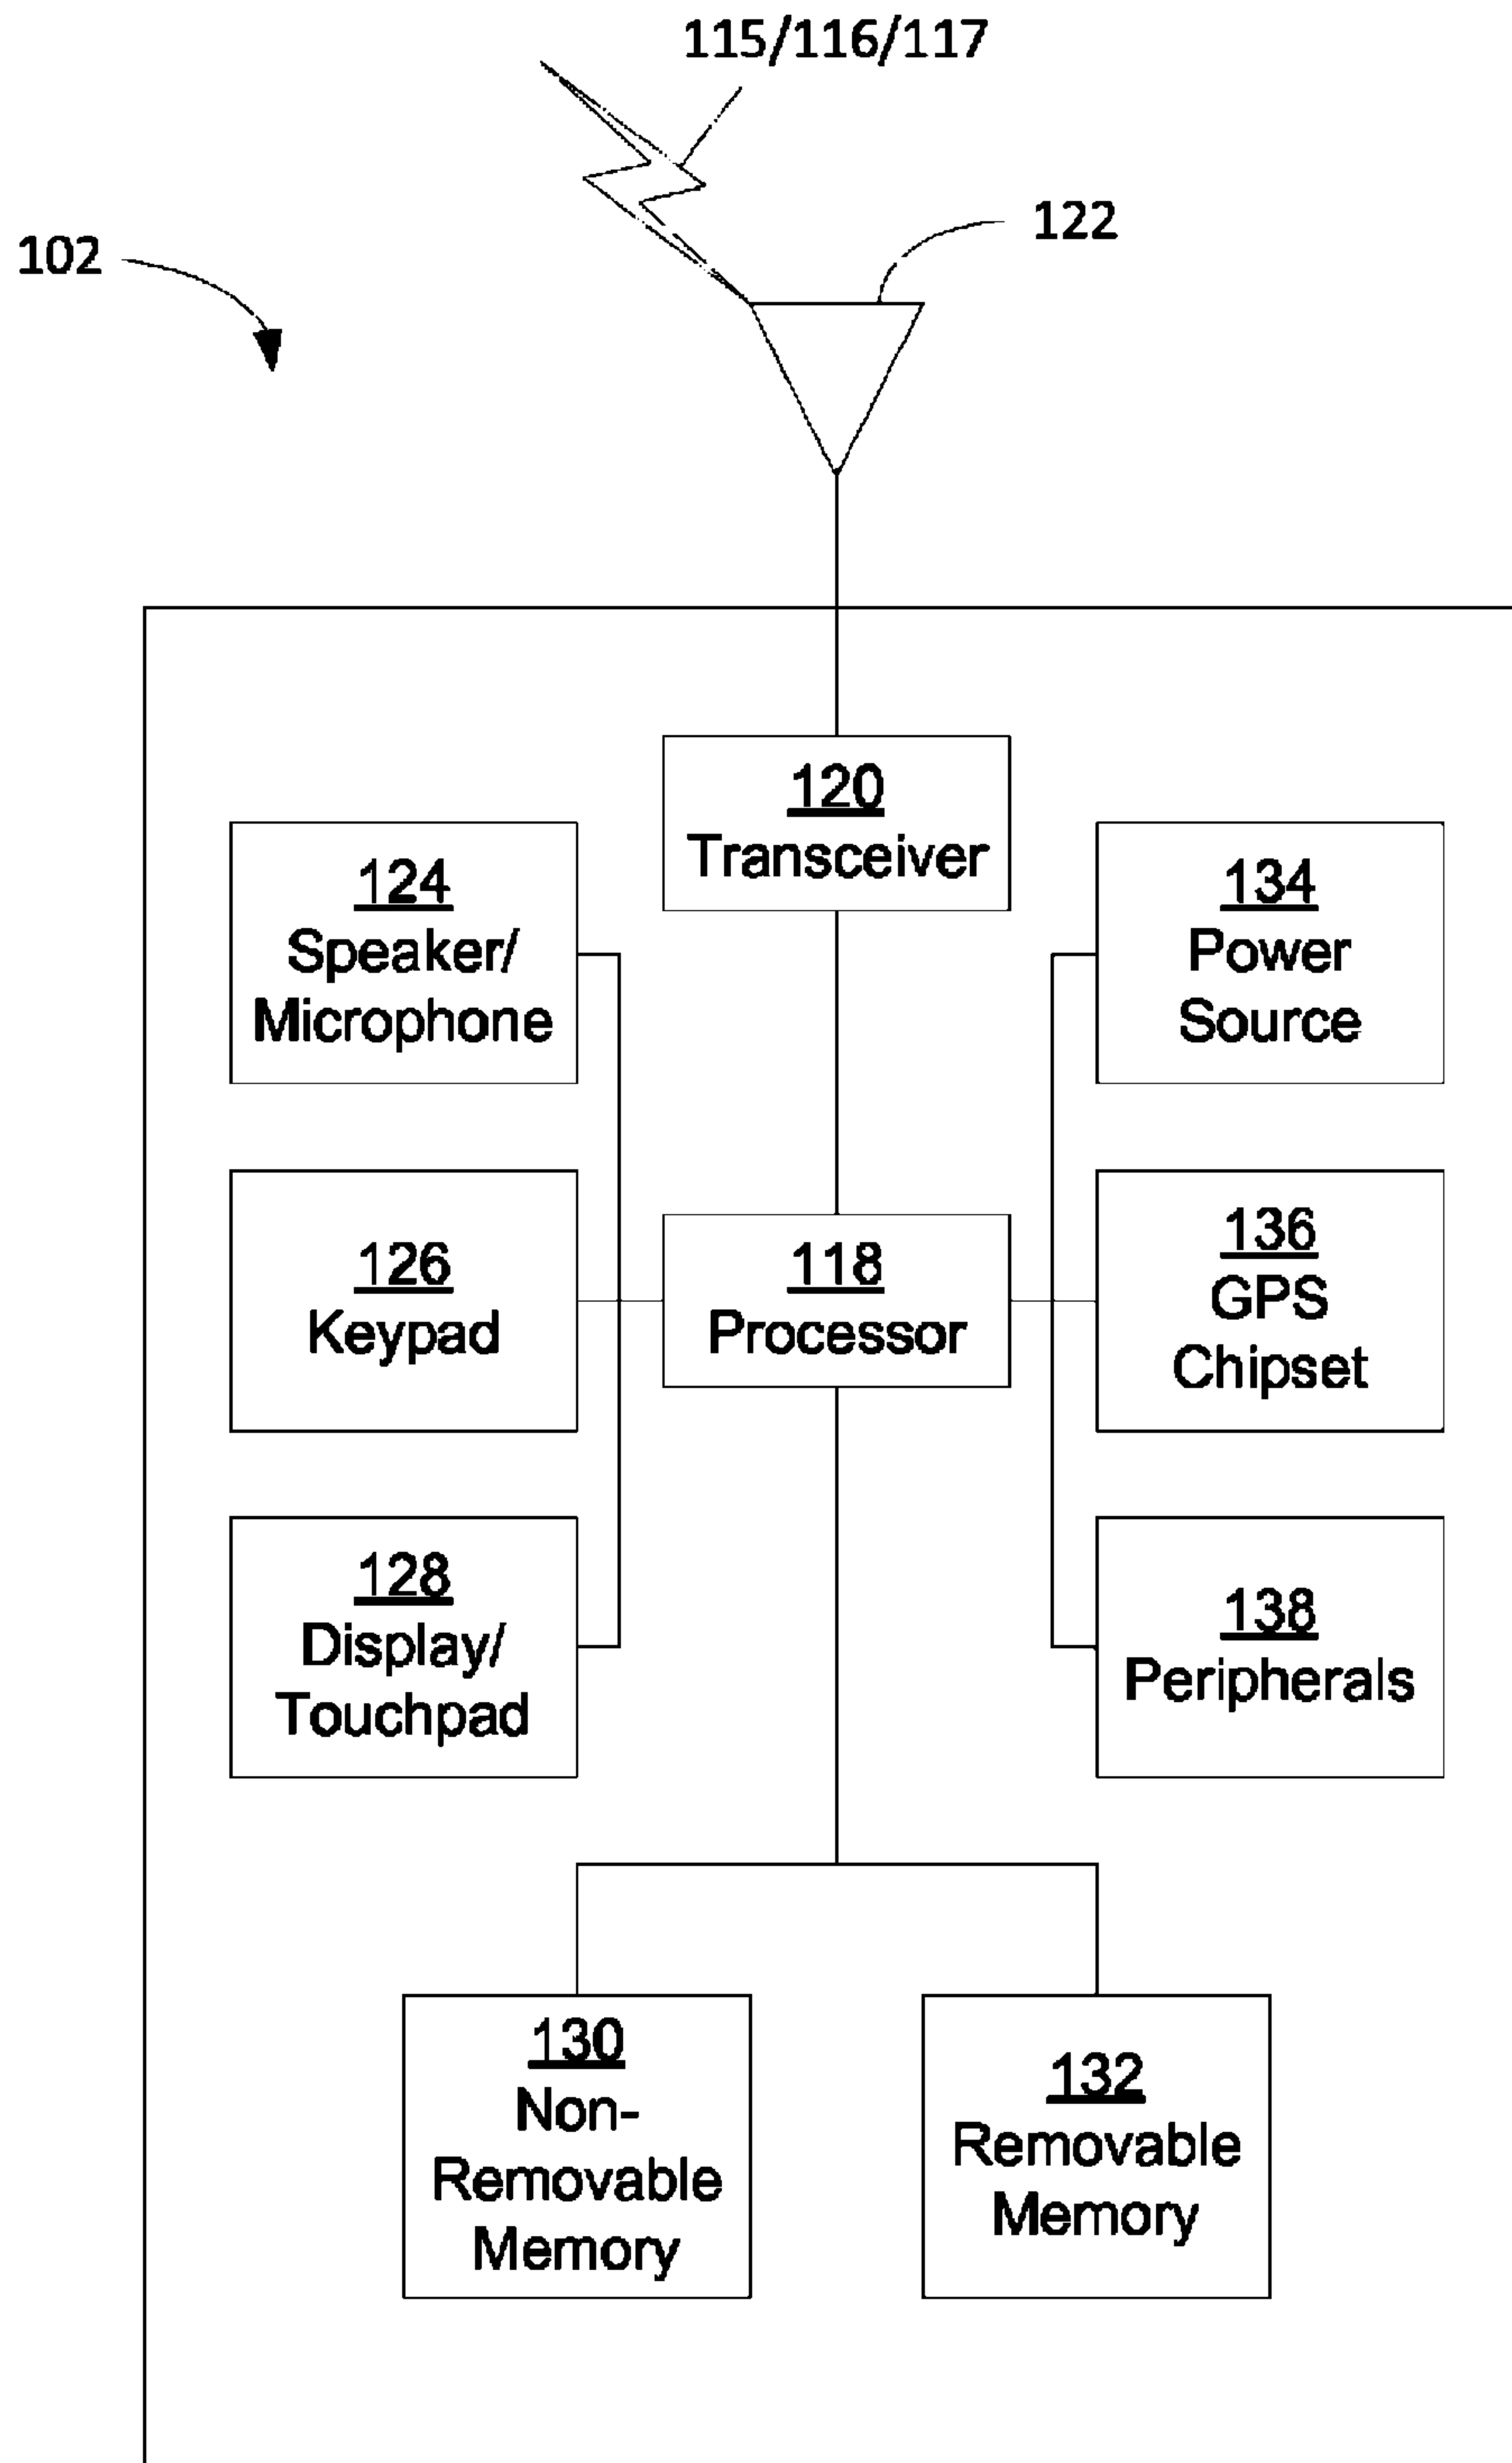 115/116/117
122
102
120
Transceiver
124
Speaker/
Microphone
134
Power
Source
126
Keypad
118
Processor
136
GPS
Chipset
128
Display/
Touchpad
138
Peripherals
130
Non-
Removable
Memory
132
Removable
Memory